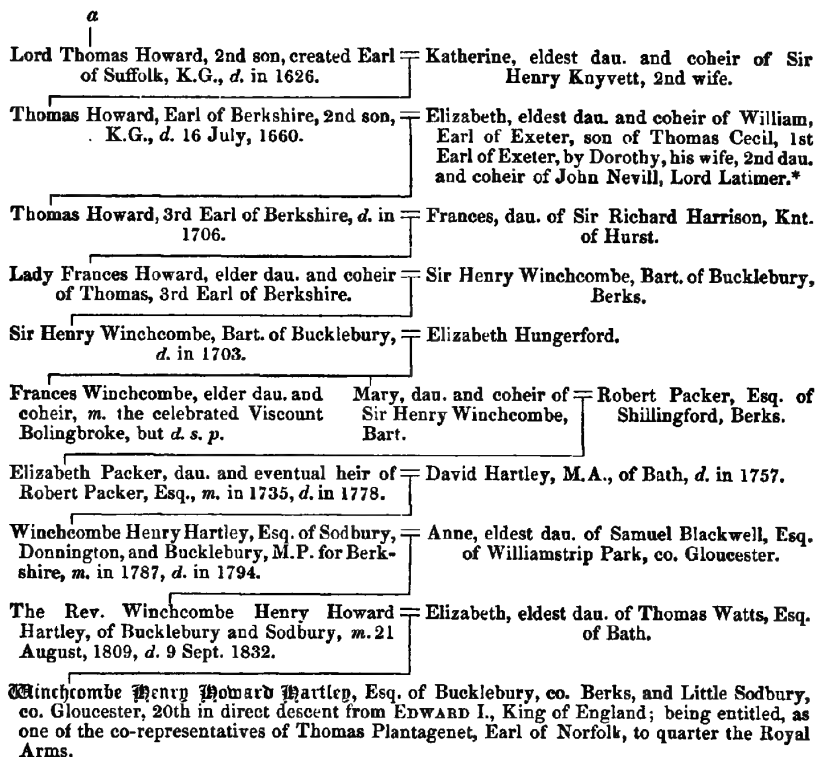 a
Lord Thomas Howard, 2nd son, created Earl
of Suffolk, K.G., d. in 1626.
Katherine, eldest dau. and coheir of Sir
Henry Knyvett, 2nd wife.
Thomas Howard, Earl of Berkshire, 2nd son,
K.G., d. 16 July, 1660.
Elizabeth, eldest dau. and coheir of William,
Earl of Exeter, son of Thomas Cecil, 1st
Earl of Exeter, by Dorothy, his wife, 2nd dau.
and coheir of John Nevill, Lord Latimer.*
Thomas Howard, 3rd Earl of Berkshire, d. in
1706.
Frances, dau. of Sir Richard Harrison, Knt.
of Hurst.
Lady Frances Howard, elder dau. and coheir
of Thomas, 3rd Earl of Berkshire.
Sir Henry Winchcombe, Bart. of Bucklebury,
Berks.
Sir Henry Winchcombe, Bart. of Bucklebury,
d. in 1703.
Elizabeth Hungerford.
Frances Winchcombe, elder dau. and
coheir, m. the celebrated Viscount
Bolingbroke, but d. s. p.
Mary, dau. and coheir of
Sir Henry Winchcombe,
Bart.
Robert Packer, Esq. of
Shillingford, Berks.
Elizabeth Packer, dau. and eventual heir of
Robert Packer, Esq., m. in 1735, d. in 1778.
David Hartley, M.A., of Bath, d. in 1757.
Winchcombe Henry Hartley, Esq. of Sodbury,
Donnington, and Bucklebury, M.P. for Berk-
shire, m. in 1787, d. in 1794.
Anne, eldest dau. of Samuel Blackwell, Esq.
of Williamstrip Park, co. Gloucester.
The Rev. Winchcombe Henry Howard
Hartley, of Bucklebury and Sodbury, m. 21
August, 1809, d. 9 Sept. 1832.
Elizabeth, eldest dau. of Thomas Watts, Esq.
of Bath.
Winchcombe Henry Howard Hartley, Esq. of Bucklebury, co. Berks, and Little Sodbury,
co. Gloucester, 20th in direct descent from EDWARD I., King of England; being entitled, as
one of the co-representatives of Thomas Plantagenet, Earl of Norfolk, to quarter the Royal
Arms.